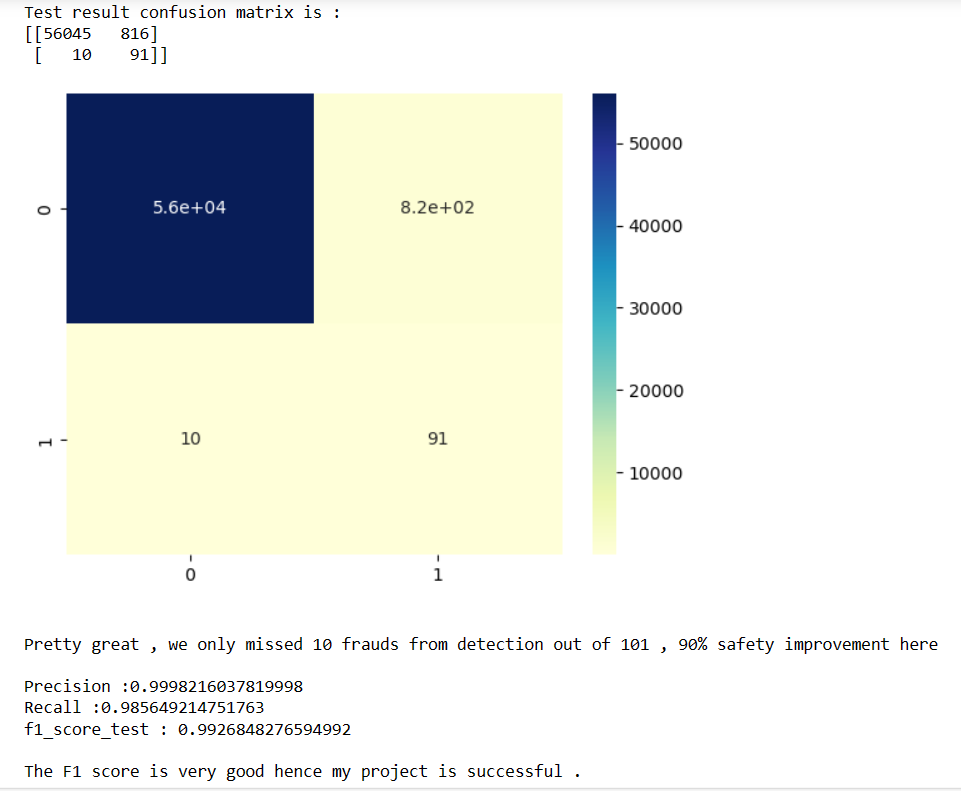 Test result confusion matrix is :
[[56045   816]
 [   10    91]]
50000
0 5.6e+04 8.2e+02
40000
30000
20000
1 10 91
10000
0 1
Pretty great , we only missed 10 frauds from detection out of 101 , 90% safety improvement here
Precision :0.9998216037819998
Recall :0.985649214751763
f1_score_test : 0.9926848276594992
The F1 score is very good hence my project is successful .